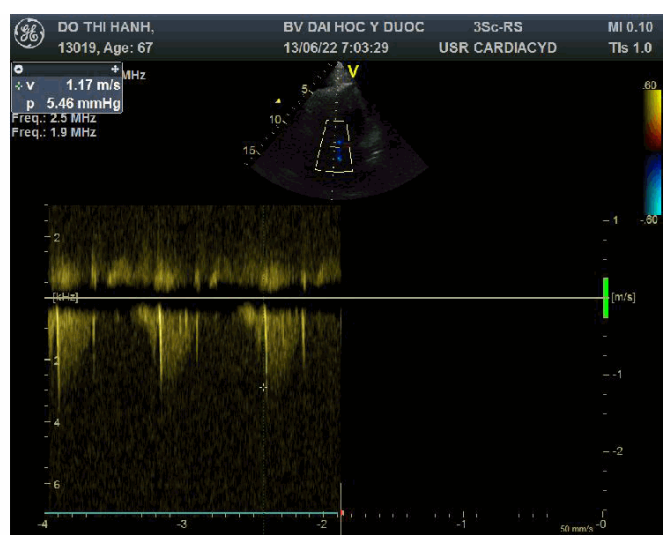 DO THI HANH, BV DAI HOC Y DUOC 3Sc-RS MI 0.10
13019, Age: 67 13/06/22 7:03:29 USR CARDIACYD TIs 1.0
MHz
V 1.17 m/s
p 5.46 mmHg
Freq.: 2.5 MHz
Freq.: 1.9 MHz
V
5
10
15
.60
-.60
- 1
- 2
[kHz]
[m/s]
- 2
- -1
- 4
- -2
- 6
-4 -3 -2 -1 0
50 mm/s